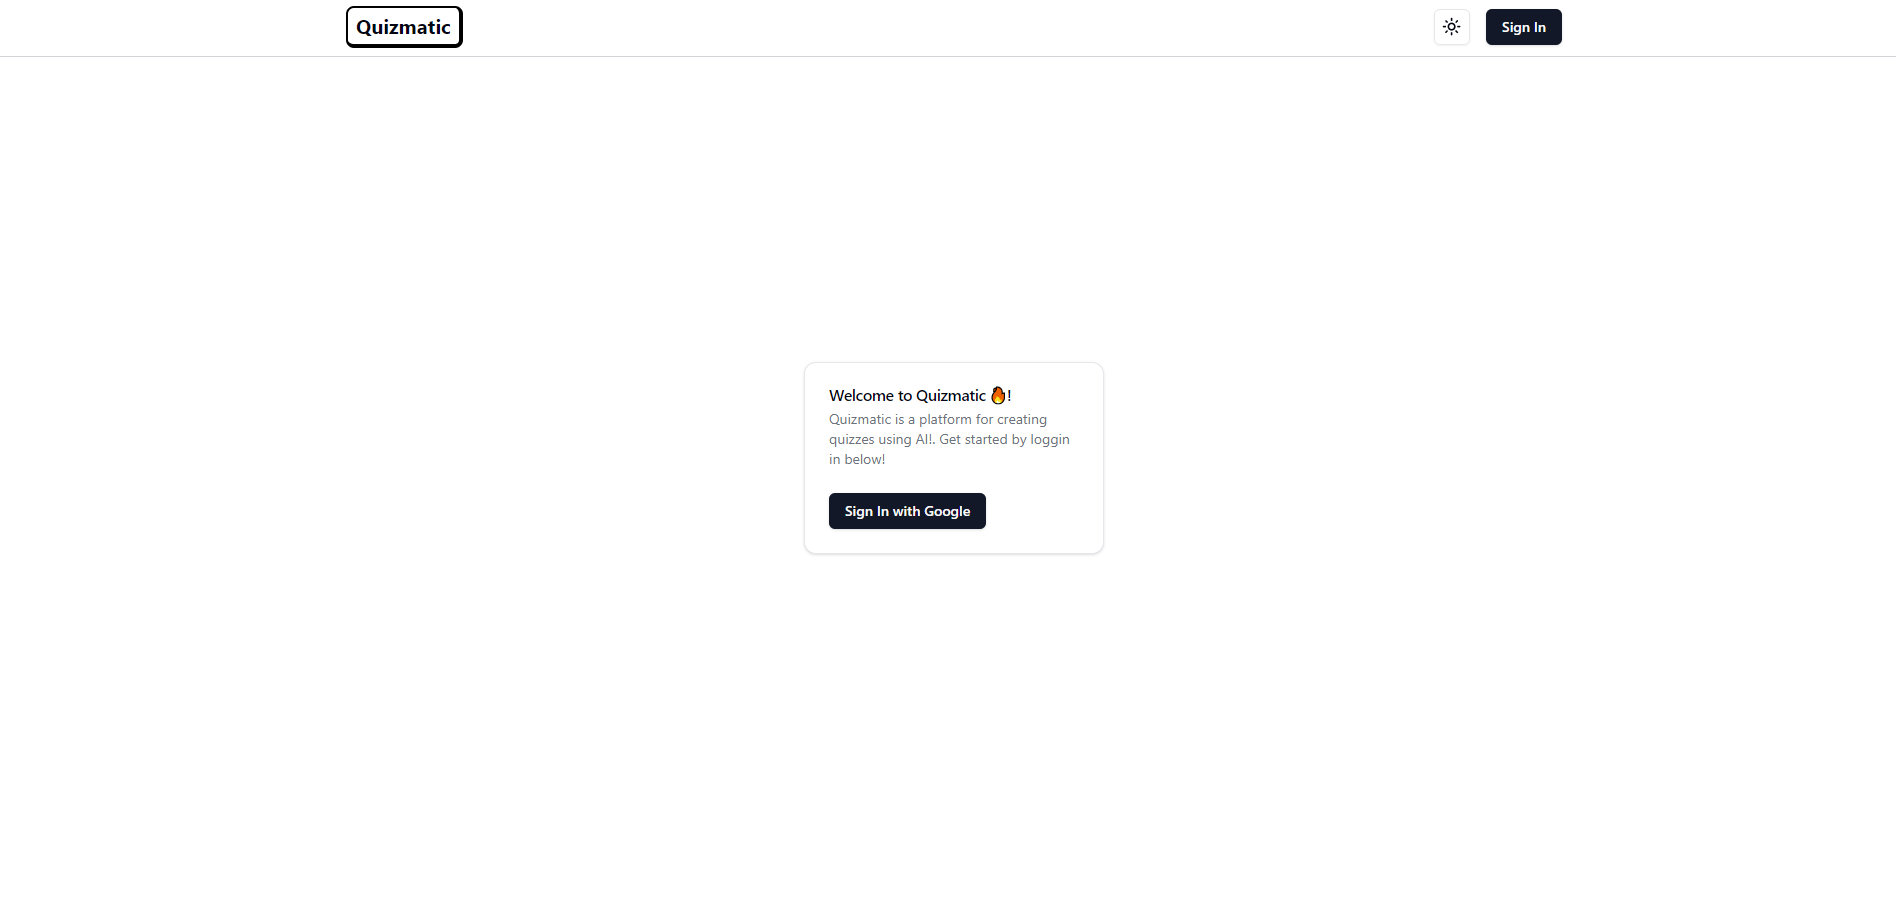 Quizmatic
Sign In
Welcome to Quizmatic 🔥!
Quizmatic is a platform for creating
quizzes using AI!. Get started by loggin
in below!
Sign In with Google